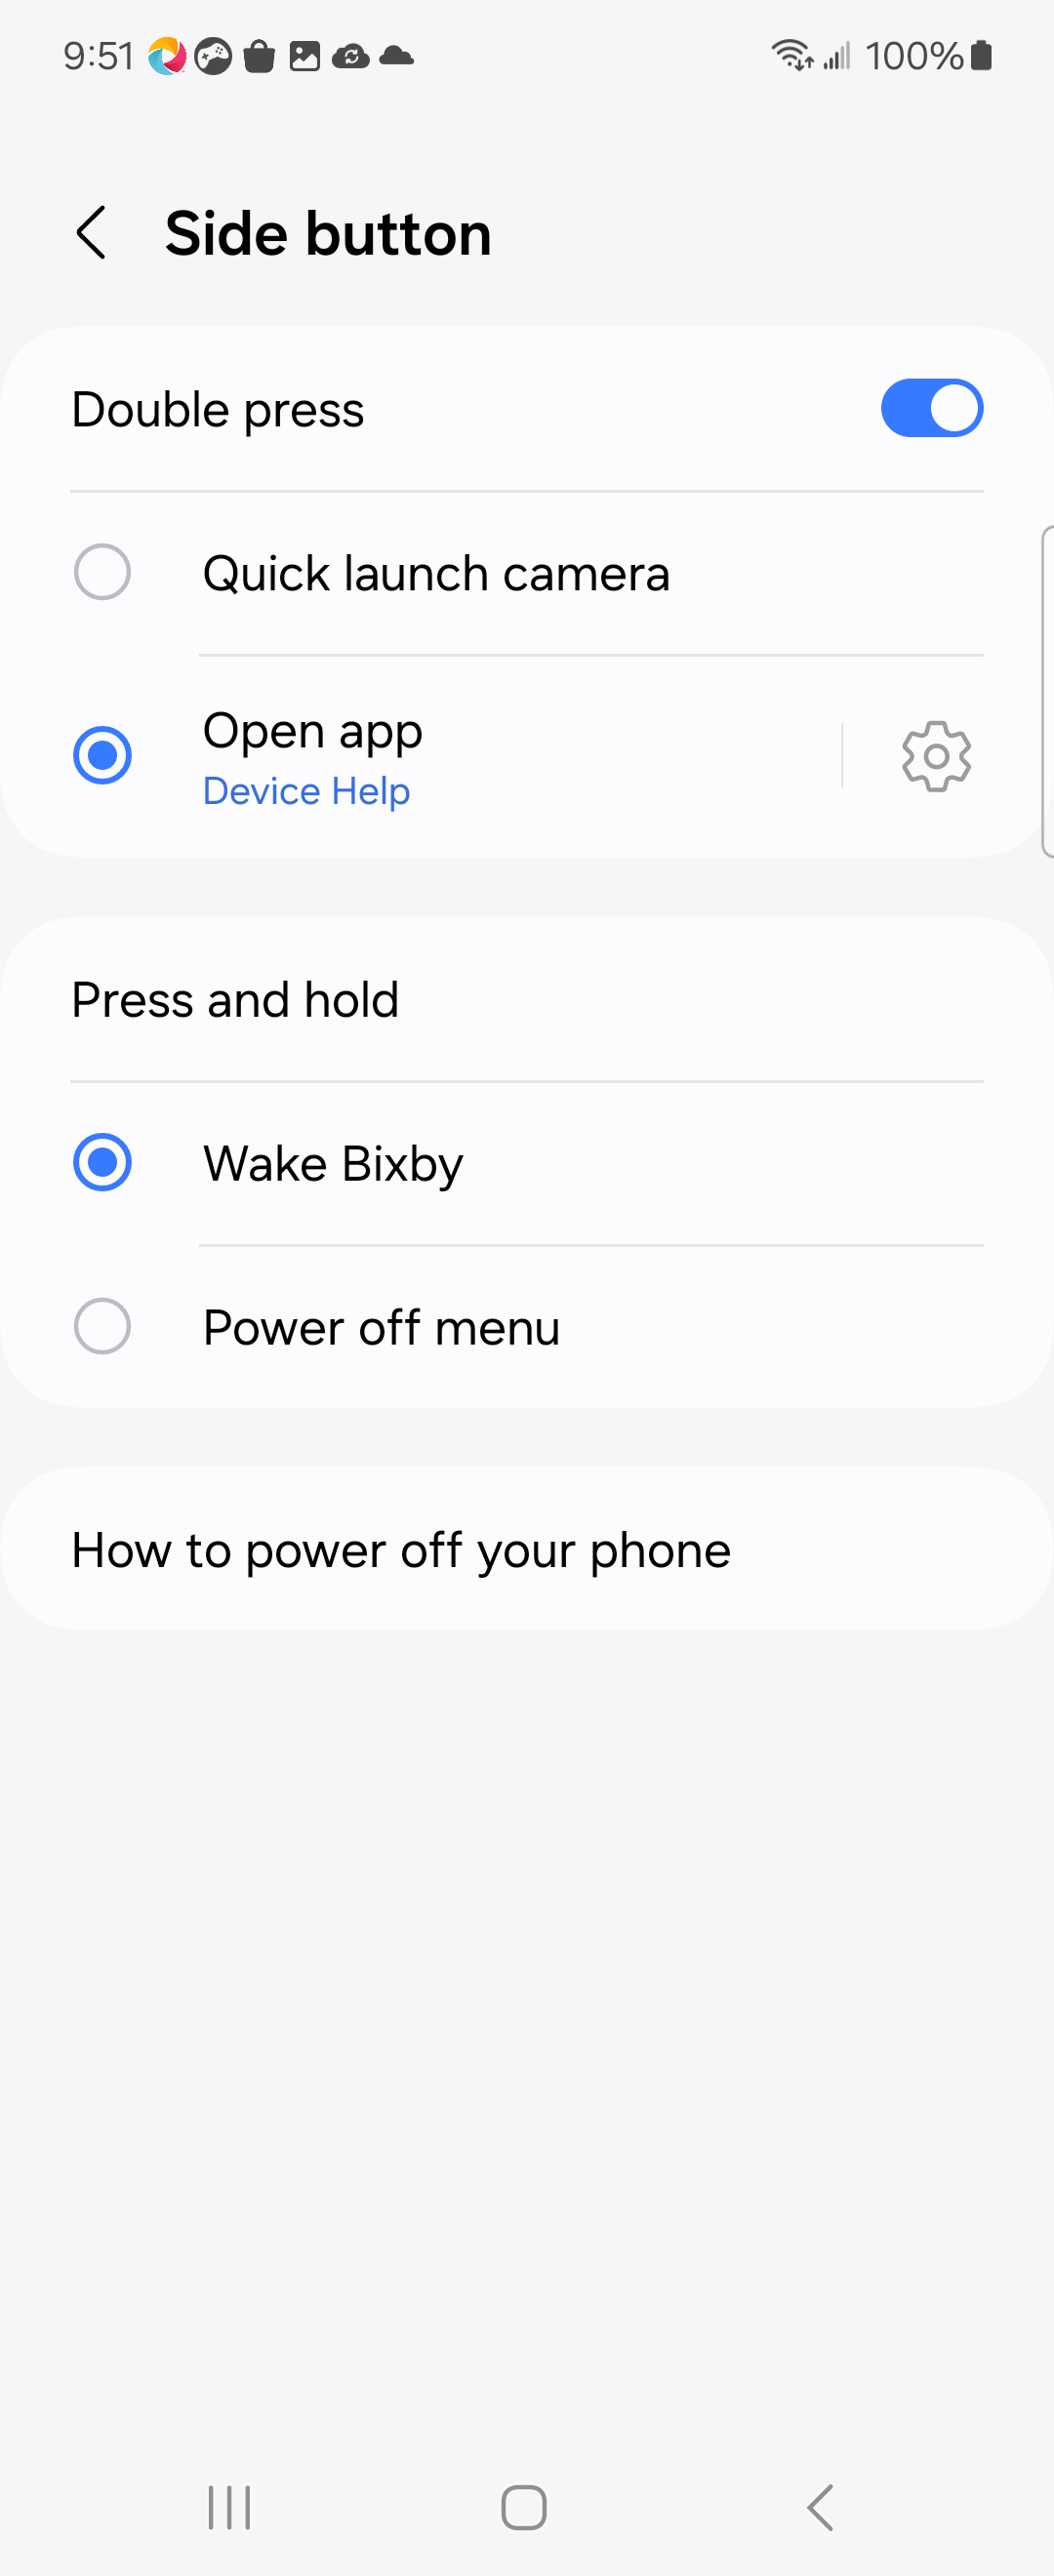 9:51
100%
Side button
Double press
Quick launch camera
Open app
Device Help
Press and hold
Wake Bixby
Power off menu
How to power off your phone